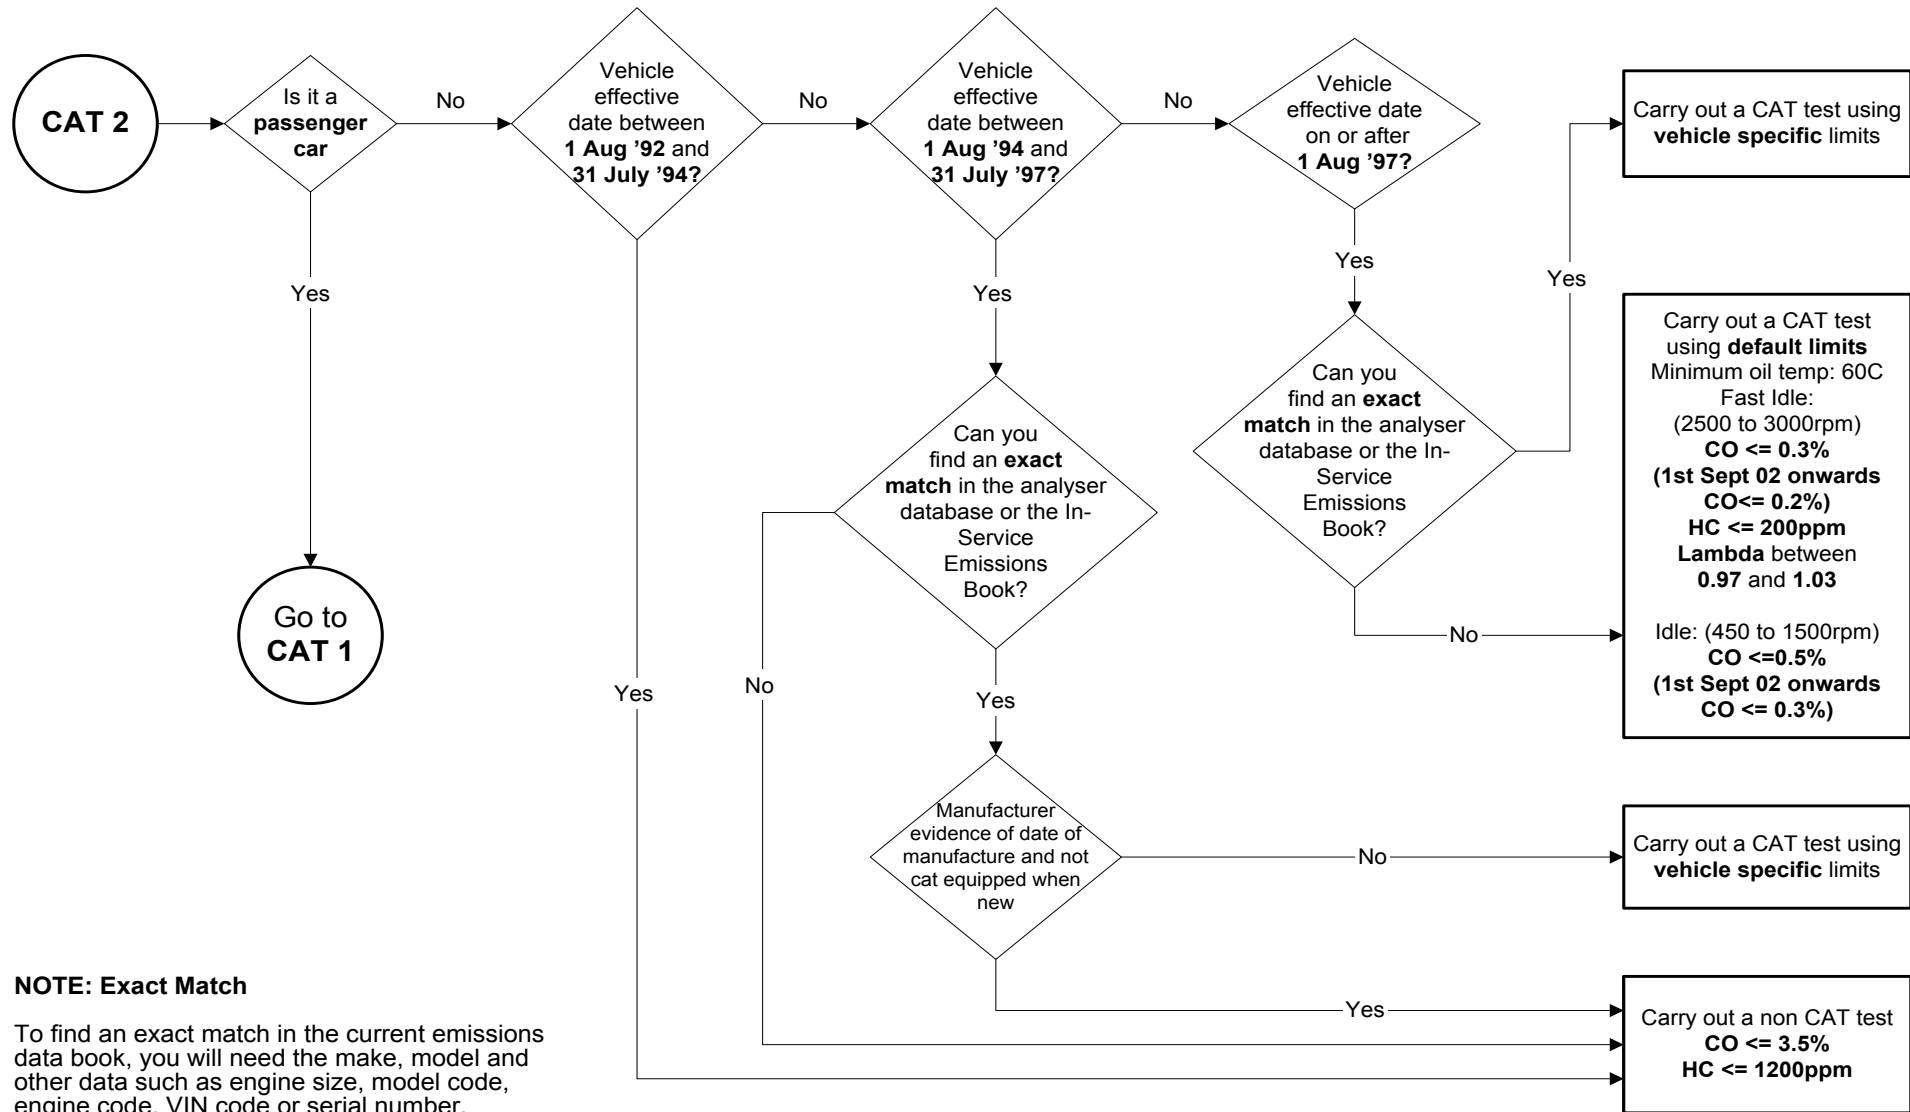 CAT 2
Is it a
passenger
car
No
Vehicle
effective
date between
1 Aug ’92 and
31 July ’94?
No
Vehicle
effective
date between
1 Aug ’94 and
31 July ’97?
No
Vehicle
effective date
on or after
1 Aug ’97?
Carry out a CAT test using
vehicle specific limits
Yes
Yes
Yes
Yes
Go to
CAT 1
Can you
find an exact
match in the analyser
database or the In-
Service
Emissions
Book?
Can you
find an exact
match in the analyser
database or the In-
Service
Emissions
Book?
Carry out a CAT test
using default limits
Minimum oil temp: 60C
Fast Idle:
(2500 to 3000rpm)
CO <= 0.3%
(1st Sept 02 onwards
CO<= 0.2%)
HC <= 200ppm
Lambda between
0.97 and 1.03
Idle: (450 to 1500rpm)
CO <=0.5%
(1st Sept 02 onwards
CO <= 0.3%)
No
Yes
No
Yes
Manufacturer
evidence of date of
manufacture and not
cat equipped when
new
No
Carry out a CAT test using
vehicle specific limits
Yes
Carry out a non CAT test
CO <= 3.5%
HC <= 1200ppm
NOTE: Exact Match
To find an exact match in the current emissions
data book, you will need the make, model and
other data such as engine size, model code,
engine code, VIN code or serial number.